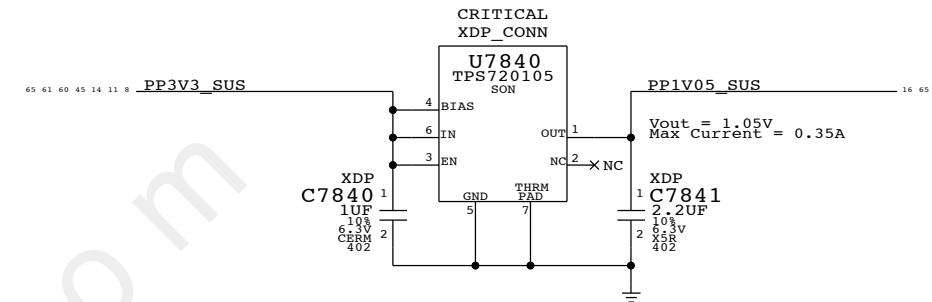 CRITICAL
XDP_CONN
U7840
TPS720105
SON
65 61 60 45 14 11 8 PP3V3_SUS
PP1V05_SUS 16 65
Vout = 1.05V
Max Current = 0.35A
4 BIAS
6 IN
OUT 1
3 EN
NC 2 NC
THRM
GND PAD
5 7
XDP
C7840 1
1UF
10%
6.3V 2
CERM
402
XDP
1 C7841
2.2UF
10%
2 6.3V
X5R
402
om